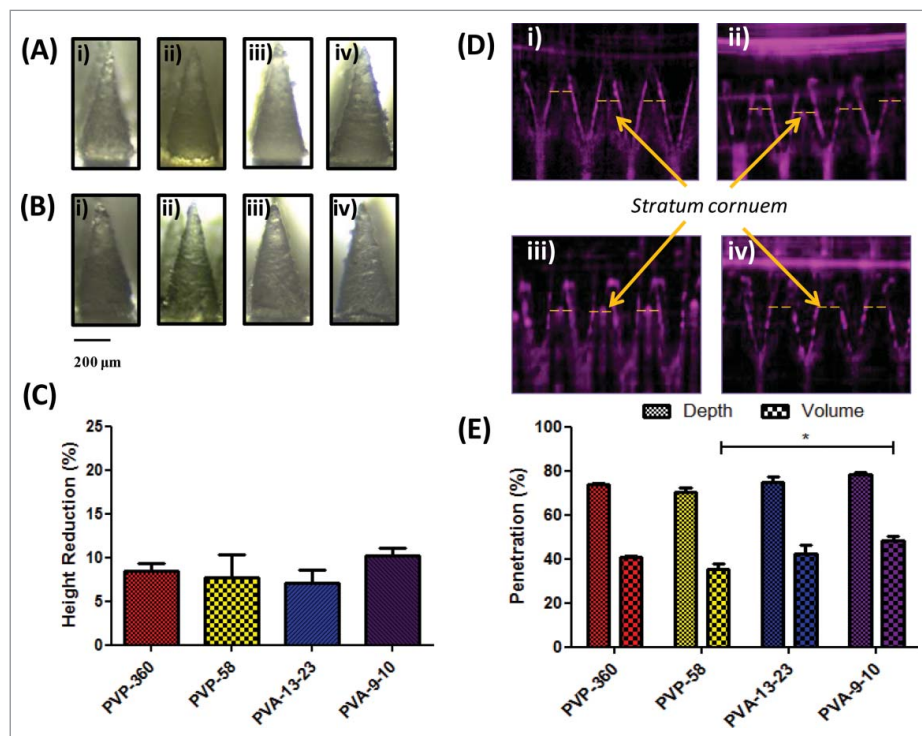 (A)
i)
ii)
iii)
iv)
(B)
i)
ii)
iii)
iv)
200 µm
(C)
Height Reduction (%)
25
20
15
10
5
0
PVP-360
PVP-58
PVA-13-23
PVA-9-10
(D)
i)
ii)
Stratum cornuem
iii)
iv)
Depth
Volume
(E)
*
Penetration (%)
100
80
60
40
20
0
PVP-360
PVP-58
PVA-13-23
PVA-9-10